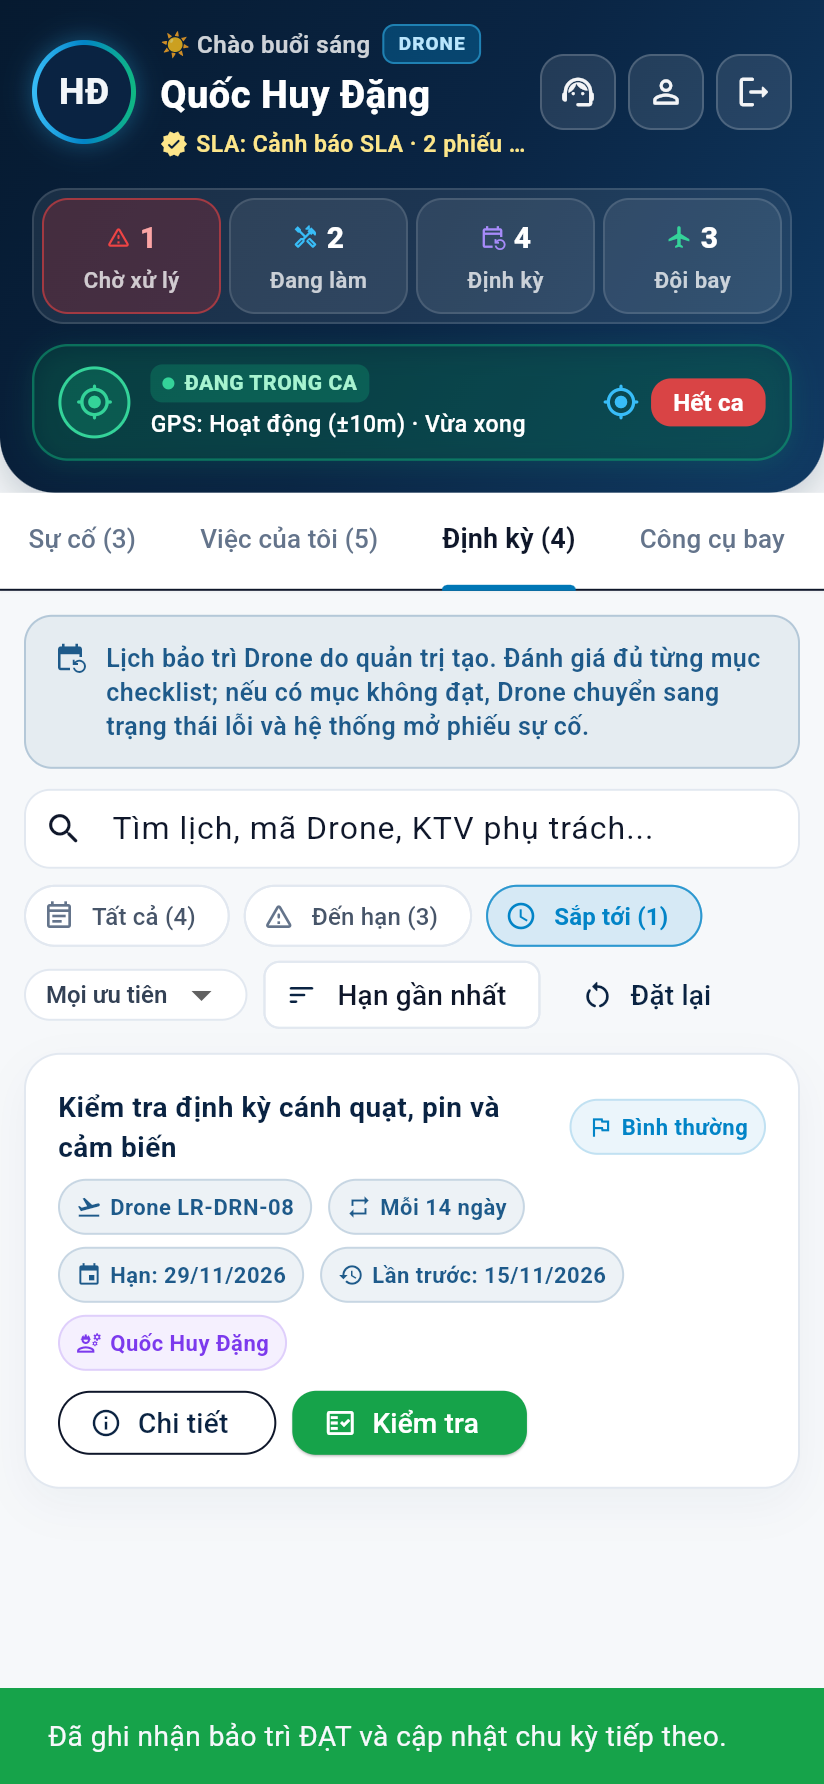 HĐ
Chào buổi sáng
DRONE
Quốc Huy Đặng
SLA: Cảnh báo SLA · 2 phiếu ...
1
Chờ xử lý
2
Đang làm
4
Định kỳ
3
Đội bay
ĐANG TRONG CA
GPS: Hoạt động (±10m) · Vừa xong
Hết ca
Sự cố (3)
Việc của tôi (5)
Định kỳ (4)
Công cụ bay
Lịch bảo trì Drone do quản trị tạo. Đánh giá đủ từng mục
checklist; nếu có mục không đạt, Drone chuyển sang
trạng thái lỗi và hệ thống mở phiếu sự cố.
Tìm lịch, mã Drone, KTV phụ trách...
Tất cả (4)
Đến hạn (3)
Sắp tới (1)
Mọi ưu tiên
Hạn gần nhất
Đặt lại
Kiểm tra định kỳ cánh quạt, pin và
cảm biến
Bình thường
Drone LR-DRN-08
Mỗi 14 ngày
Hạn: 29/11/2026
Lần trước: 15/11/2026
Quốc Huy Đặng
Chi tiết
Kiểm tra
Đã ghi nhận bảo trì ĐẠT và cập nhật chu kỳ tiếp theo.